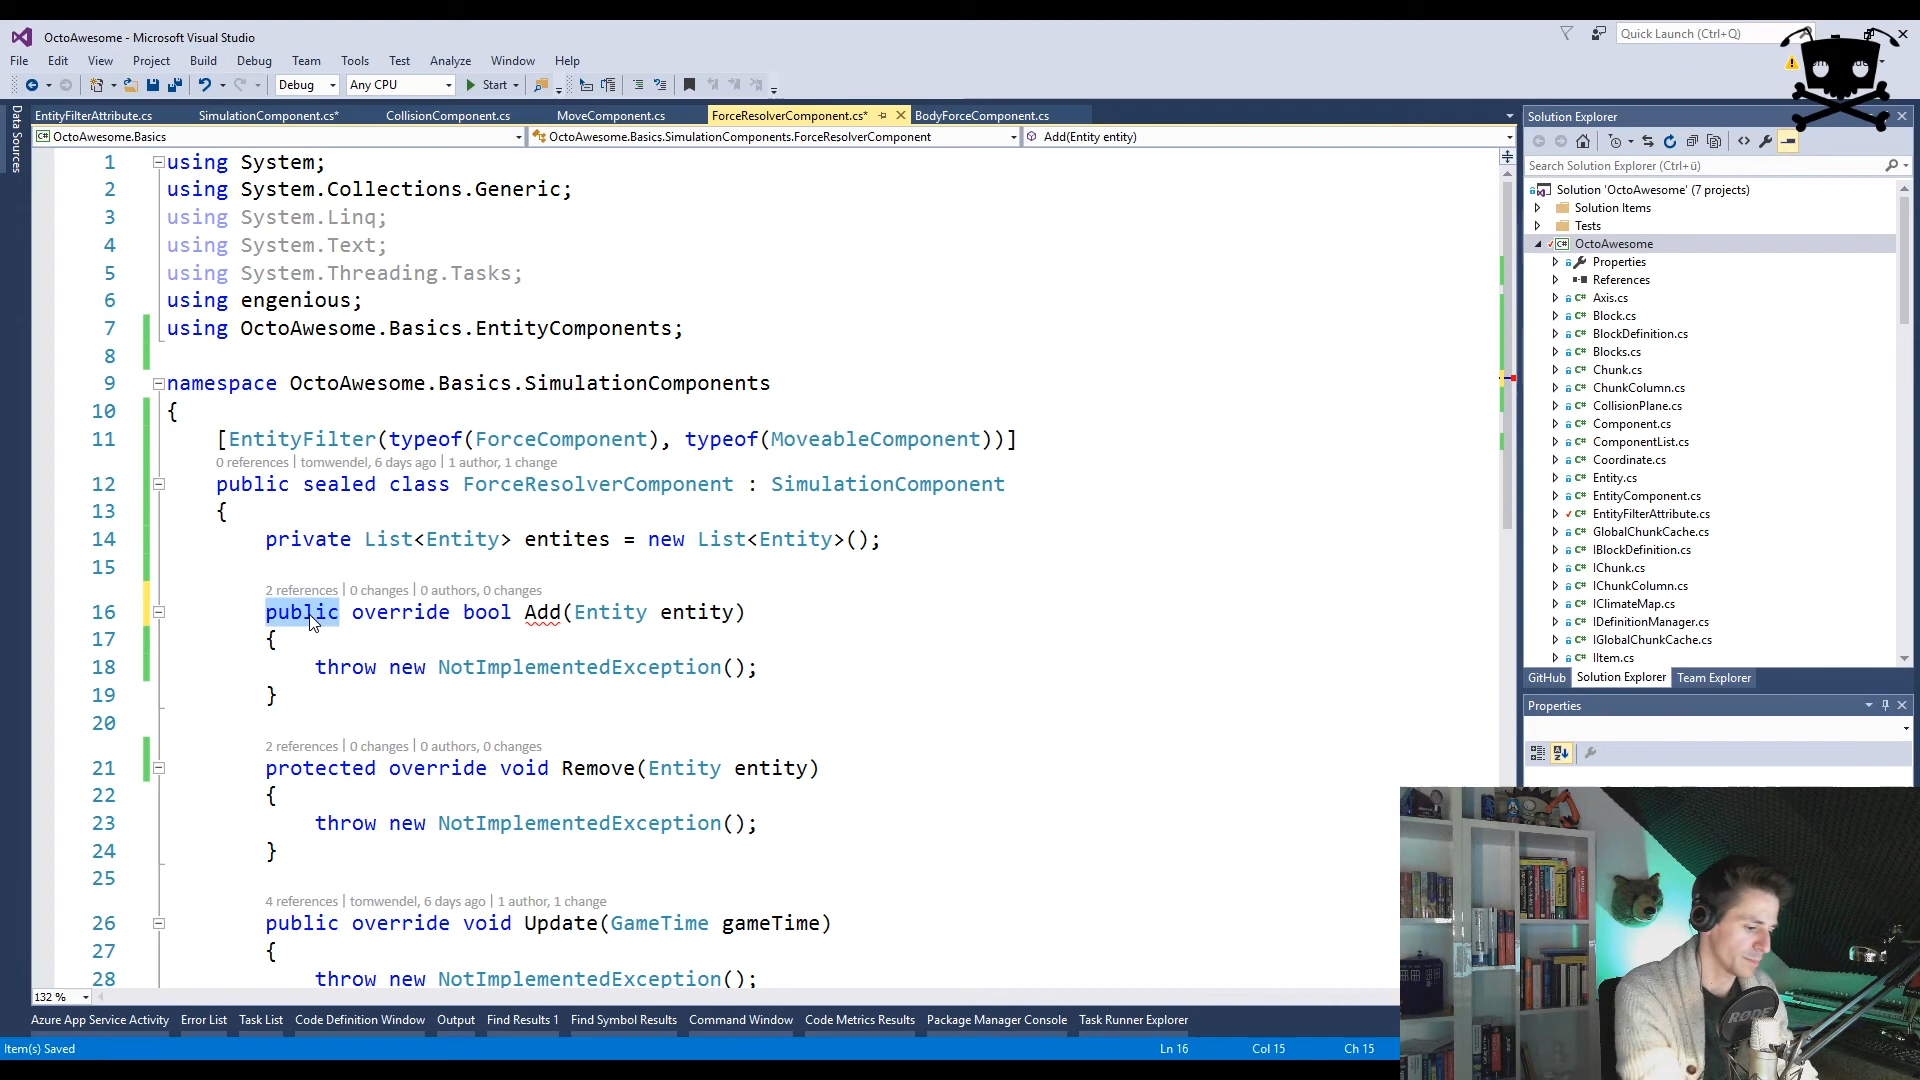 OctoAwesome - Microsoft Visual Studio
Quick Launch (Ctrl+Q)
File Edit View Project Build Debug Team Tools Test Analyze Window Help
Debug Any CPU Start
EntityFilterAttribute.cs SimulationComponent.cs* CollisionComponent.cs MoveComponent.cs ForceResolverComponent.cs* BodyForceComponent.cs
OctoAwesome.Basics OctoAwesome.Basics.SimulationComponents.ForceResolverComponent Add(Entity entity)
Data Sources
1 using System;
2 using System.Collections.Generic;
3 using System.Linq;
4 using System.Text;
5 using System.Threading.Tasks;
6 using engenious;
7 using OctoAwesome.Basics.EntityComponents;
8
9 namespace OctoAwesome.Basics.SimulationComponents
10 {
11 [EntityFilter(typeof(ForceComponent), typeof(MoveableComponent))]
0 references | tomwendel, 6 days ago | 1 author, 1 change
12 public sealed class ForceResolverComponent : SimulationComponent
13 {
14 private List<Entity> entites = new List<Entity>();
15
2 references | 0 changes | 0 authors, 0 changes
16 public override bool Add(Entity entity)
17 {
18 throw new NotImplementedException();
19 }
20
2 references | 0 changes | 0 authors, 0 changes
21 protected override void Remove(Entity entity)
22 {
23 throw new NotImplementedException();
24 }
25
4 references | tomwendel, 6 days ago | 1 author, 1 change
26 public override void Update(GameTime gameTime)
27 {
28 throw new NotImplementedException();
132 %
Solution Explorer
Search Solution Explorer (Ctrl+ü)
Solution 'OctoAwesome' (7 projects)
Solution Items
Tests
C# OctoAwesome
Properties
References
C# Axis.cs
C# Block.cs
C# BlockDefinition.cs
C# Blocks.cs
C# Chunk.cs
C# ChunkColumn.cs
C# CollisionPlane.cs
C# Component.cs
C# ComponentList.cs
C# Coordinate.cs
C# Entity.cs
C# EntityComponent.cs
C# EntityFilterAttribute.cs
C# GlobalChunkCache.cs
C# IBlockDefinition.cs
C# IChunk.cs
C# IChunkColumn.cs
C# IClimateMap.cs
C# IDefinitionManager.cs
C# IGlobalChunkCache.cs
C# IItem.cs
GitHub Solution Explorer Team Explorer
Properties
RODE
Azure App Service Activity Error List Task List Code Definition Window Output Find Results 1 Find Symbol Results Command Window Code Metrics Results Package Manager Console Task Runner Explorer
Item(s) Saved Ln 16 Col 15 Ch 15